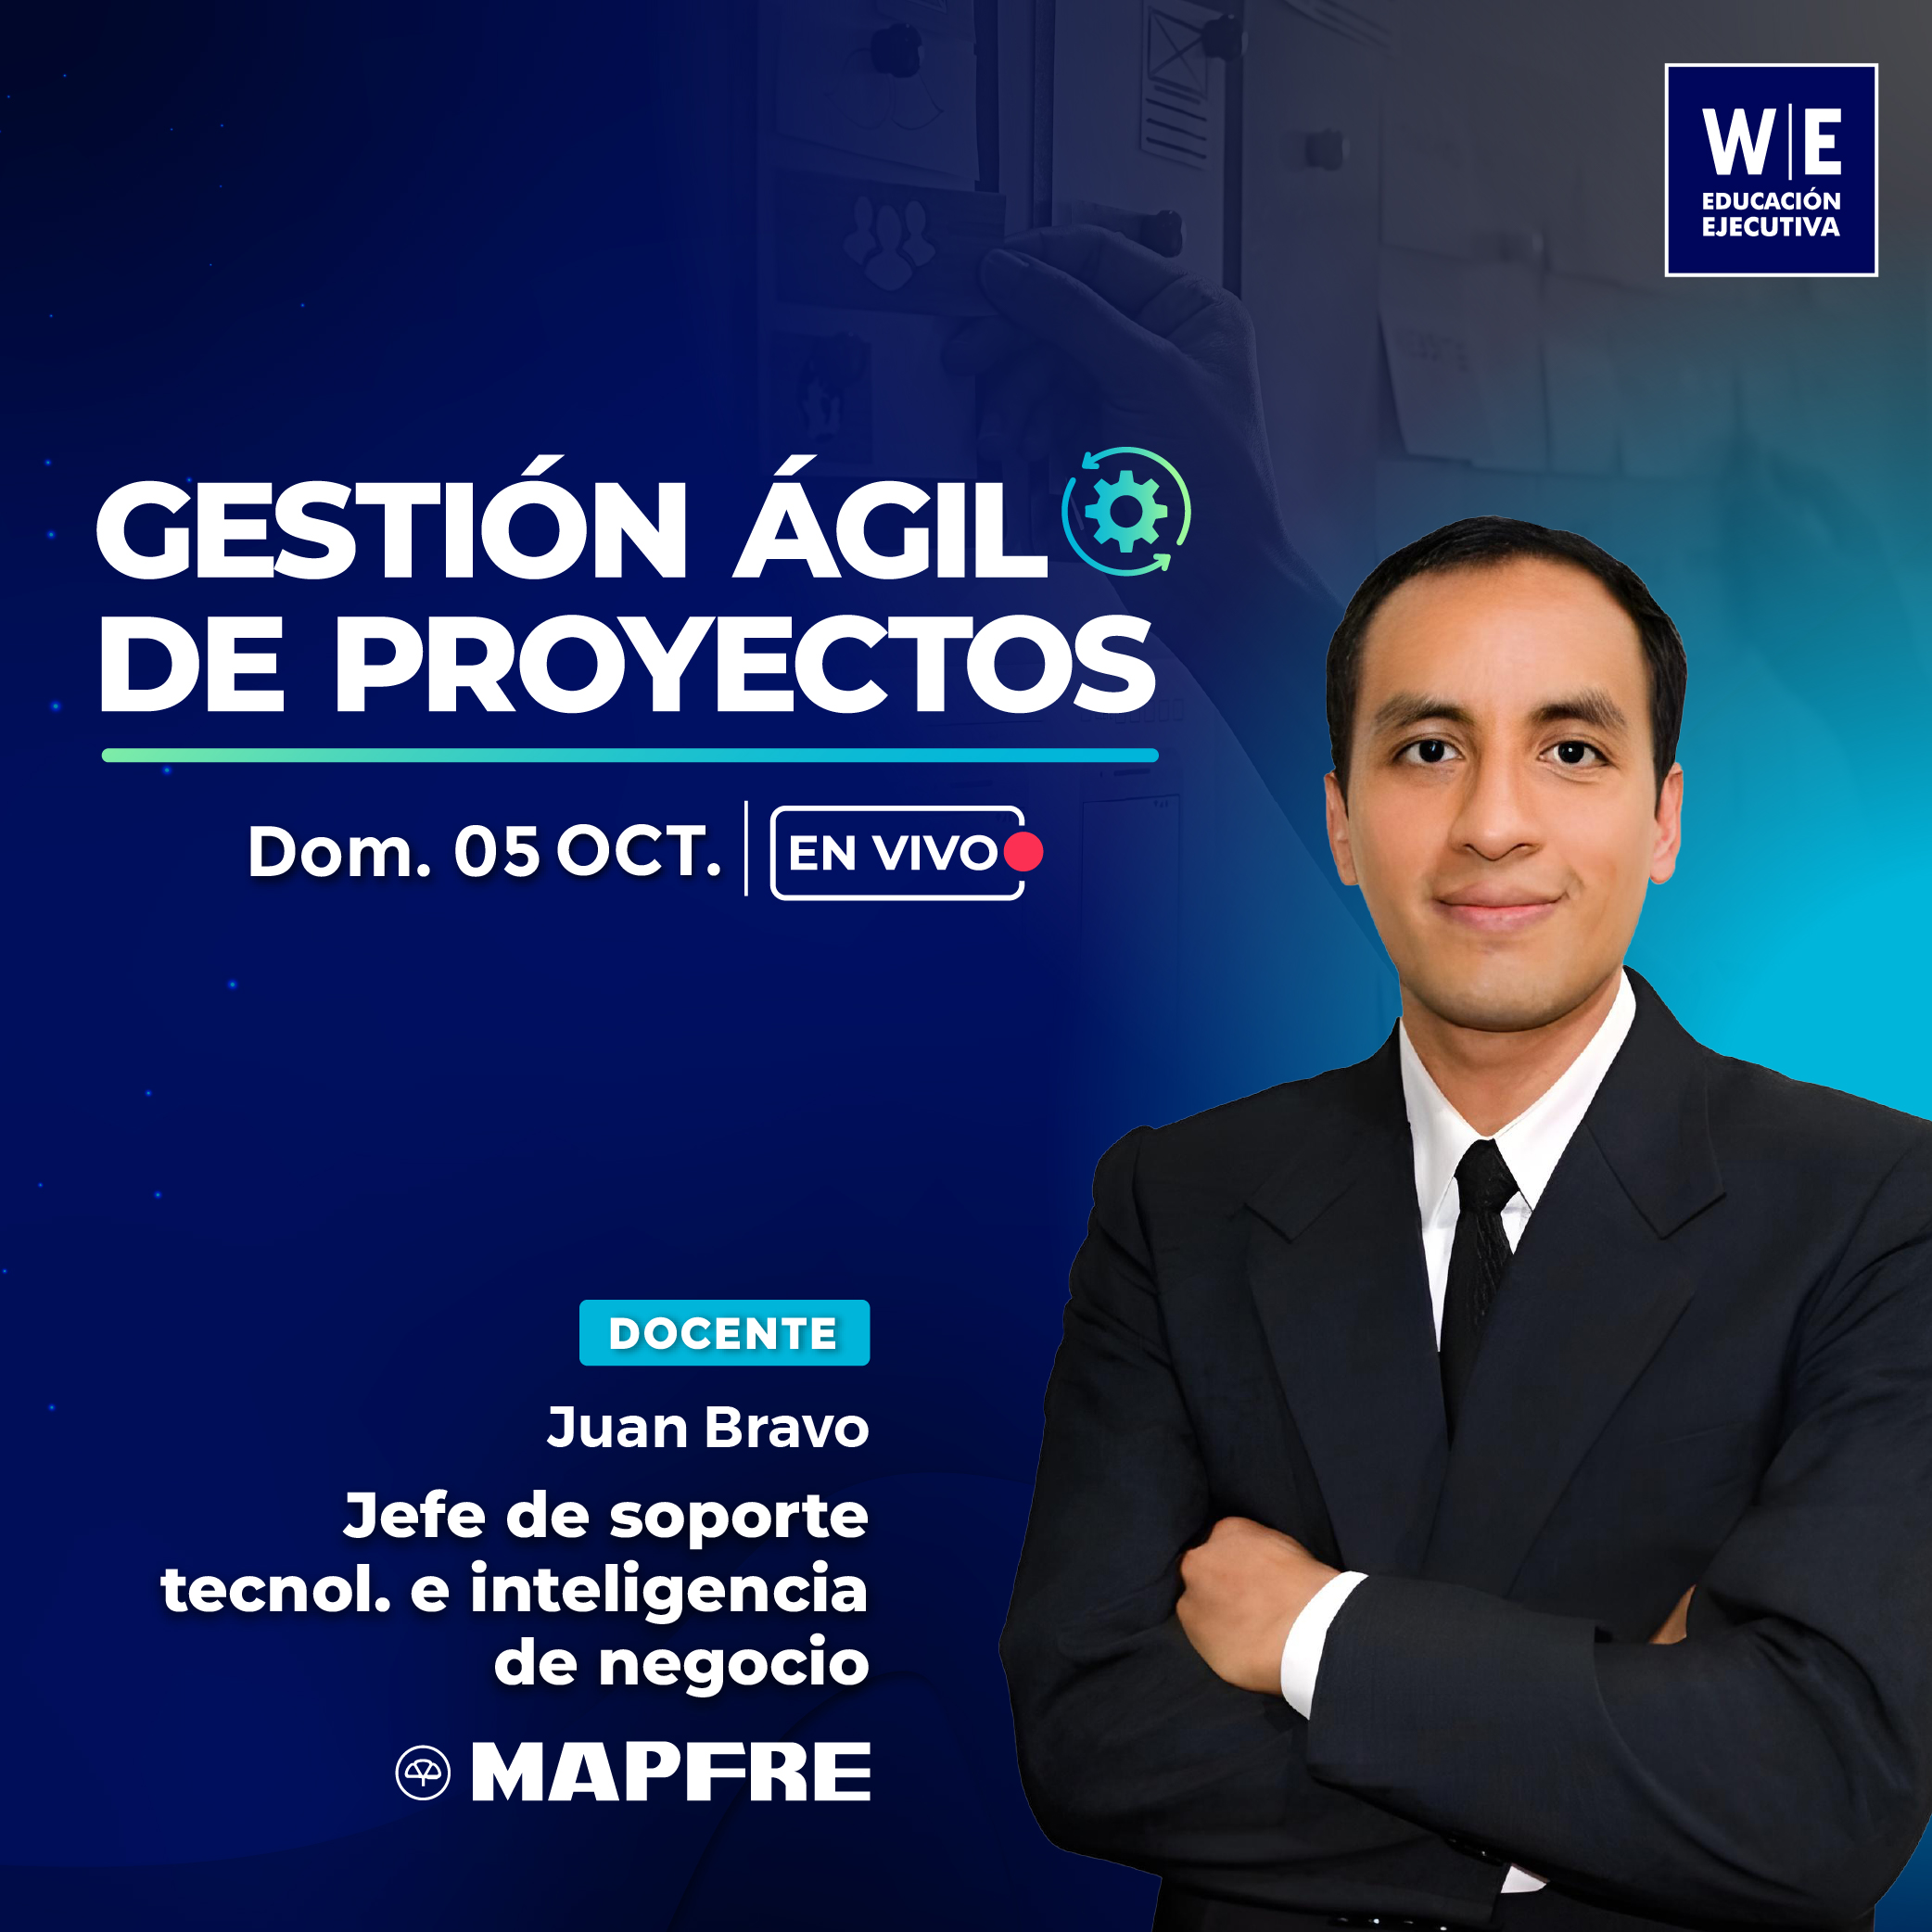 W|E
EDUCACIÓN
EJECUTIVA
GESTIÓN ÁGIL
DE PROYECTOS
Dom. 05 OCT. EN VIVO
DOCENTE
Juan Bravo
Jefe de soporte
tecnol. e inteligencia
de negocio
MAPFRE